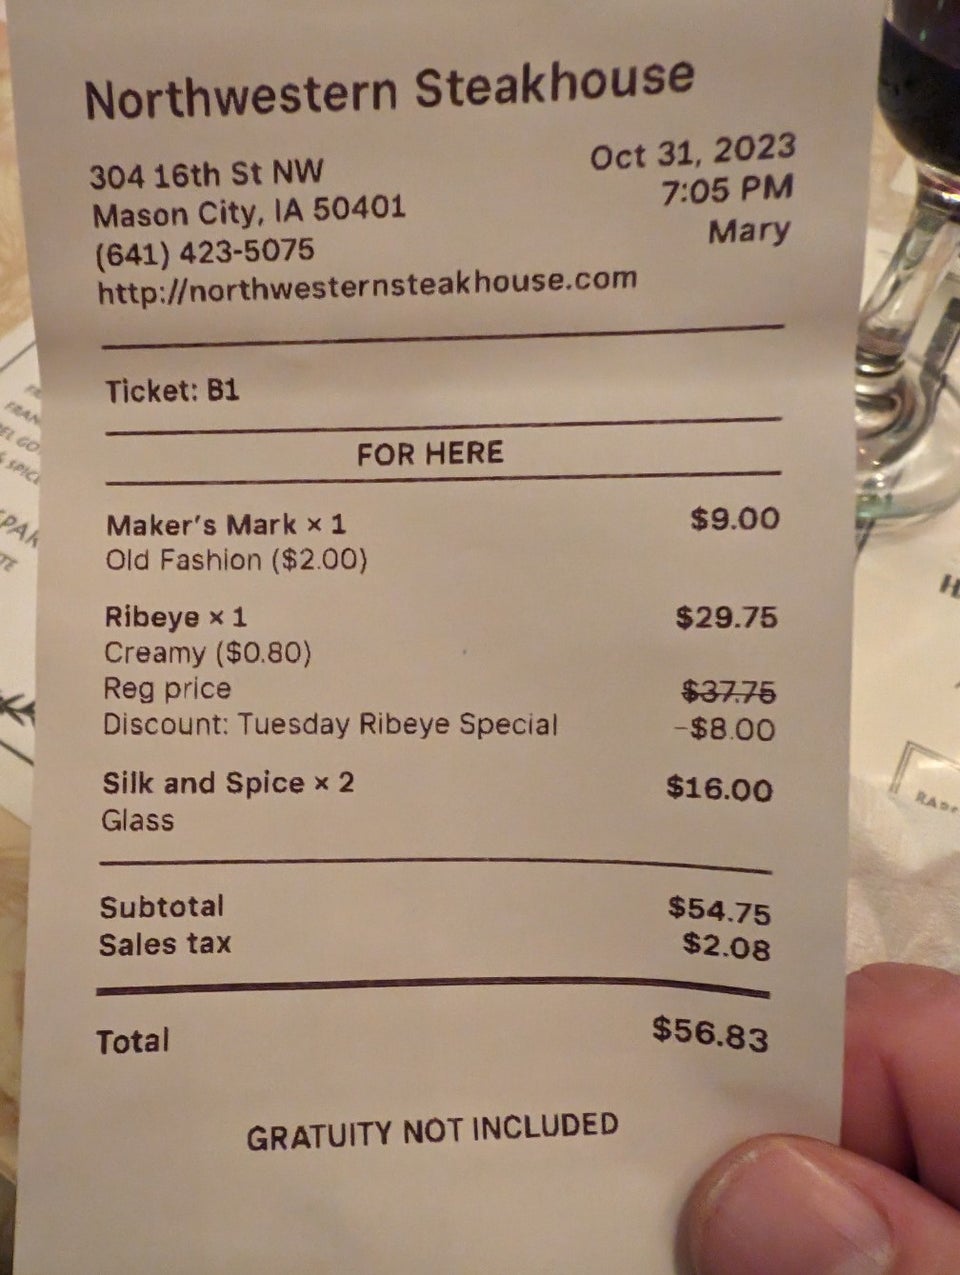 Northwestern Steakhouse
304 16th St NW
Mason City, IA 50401
(641) 423-5075
http://northwesternsteakhouse.com
Oct 31, 2023
7:05 PM
Mary
Ticket: B1
FOR HERE
Maker's Mark × 1 $9.00
Old Fashion ($2.00)
Ribeye × 1 $29.75
Creamy ($0.80)
Reg price $37.75
Discount: Tuesday Ribeye Special -$8.00
Silk and Spice × 2 $16.00
Glass
Subtotal $54.75
Sales tax $2.08
Total $56.83
GRATUITY NOT INCLUDED